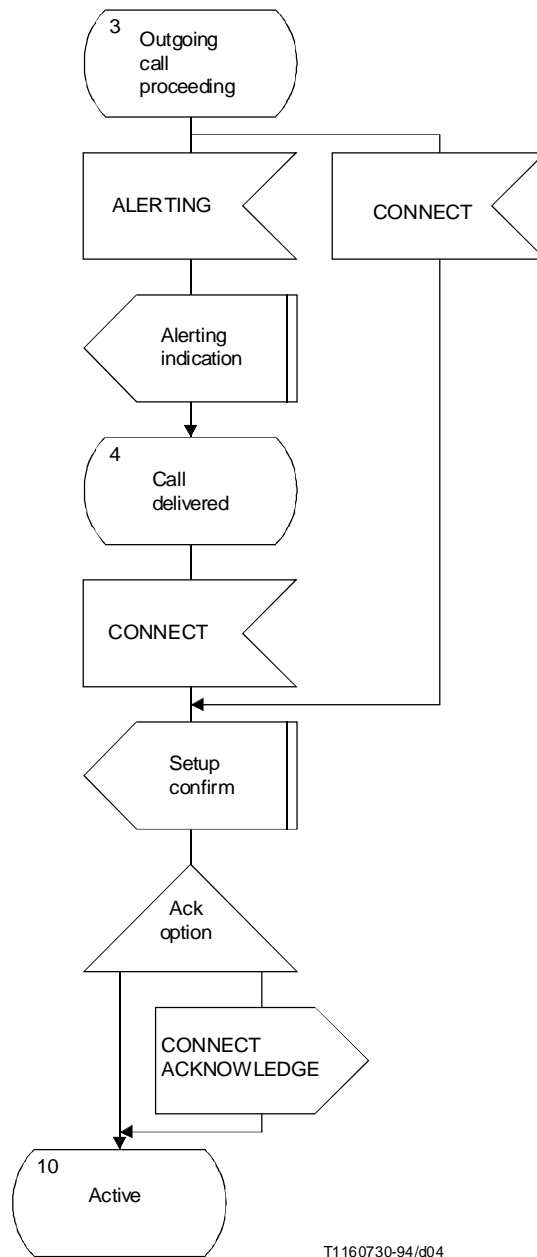 3
Outgoing
call
proceeding
ALERTING
CONNECT
Alerting
indication
4
Call
delivered
CONNECT
Setup
confirm
Ack
option
CONNECT
ACKNOWLEDGE
10
Active
T1160730-94/d04